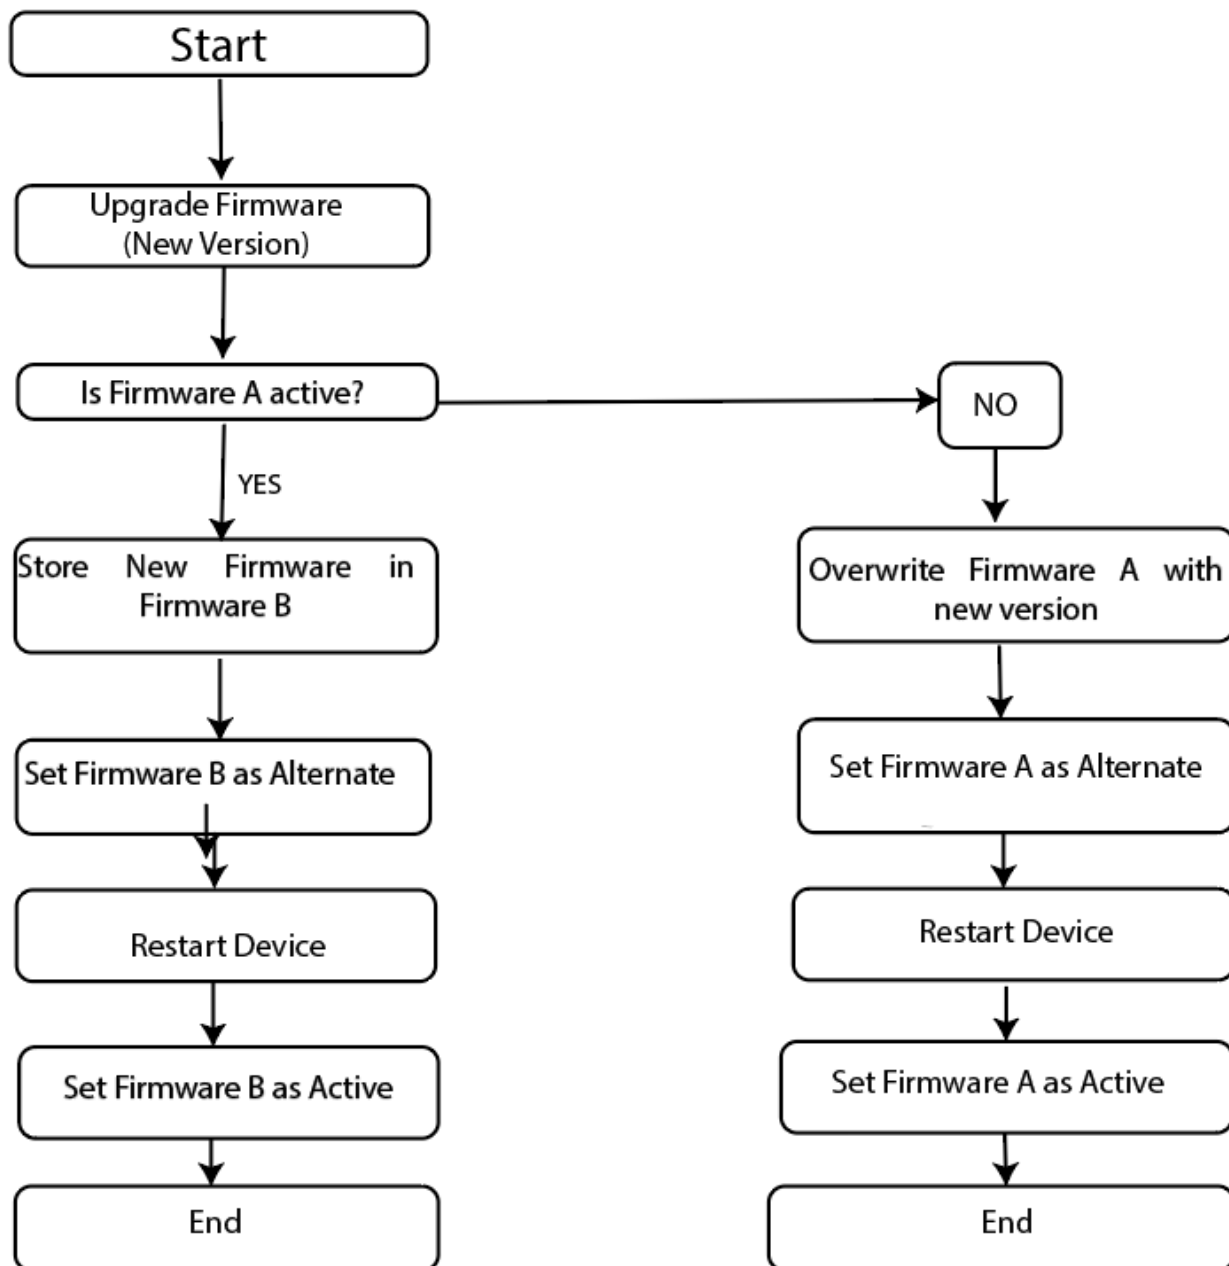 Start
Upgrade Firmware
(New Version)
Is Firmware A active?
NO
YES
Store New Firmware in
Firmware B
Overwrite Firmware A with
new version
Set Firmware B as Alternate
Set Firmware A as Alternate
Restart Device
Restart Device
Set Firmware B as Active
Set Firmware A as Active
End
End